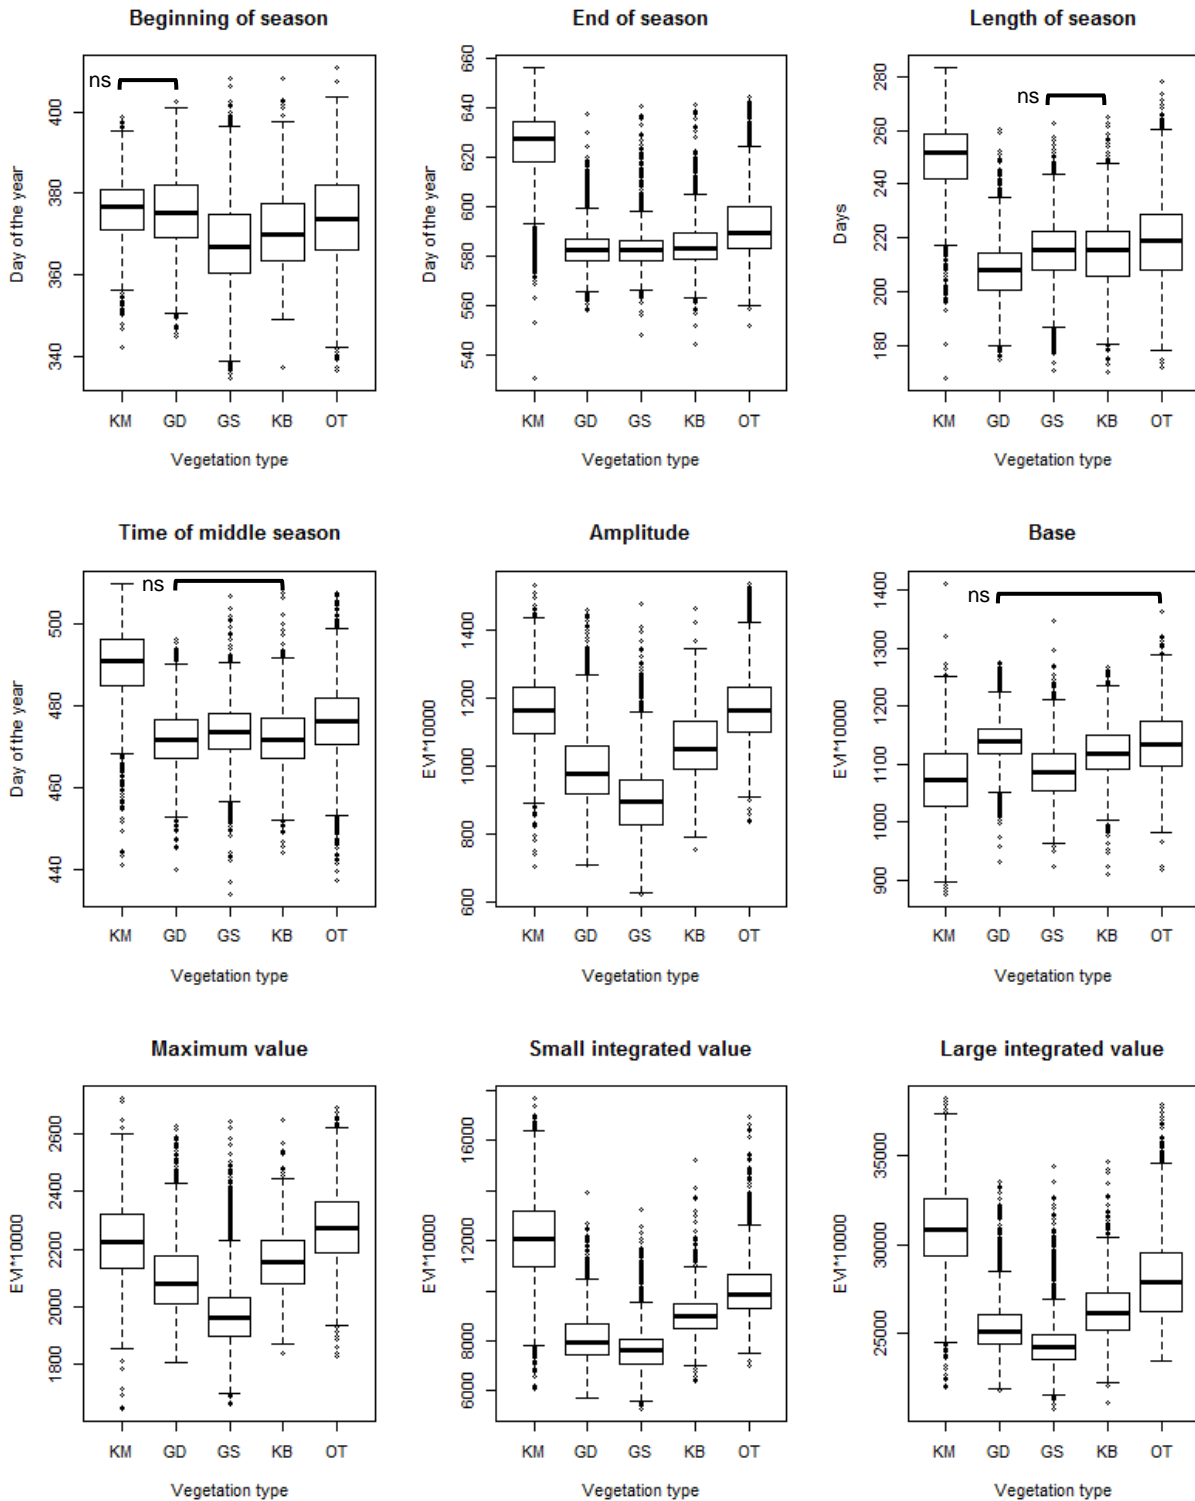 Beginning of season
End of season
Length of season
ns
ns
Day of the year
340
360
380
400
KM
GD
GS
KB
OT
Vegetation type
Day of the year
540
560
580
600
620
640
660
KM
GD
GS
KB
OT
Vegetation type
Days
180
200
220
240
260
280
KM
GD
GS
KB
OT
Vegetation type
Time of middle season
Amplitude
Base
ns
ns
Day of the year
440
460
480
500
KM
GD
GS
KB
OT
Vegetation type
EVI*10000
600
800
1000
1200
1400
KM
GD
GS
KB
OT
Vegetation type
EVI*10000
900
1000
1100
1200
1300
1400
KM
GD
GS
KB
OT
Vegetation type
Maximum value
Small integrated value
Large integrated value
EVI*10000
1800
2000
2200
2400
2600
KM
GD
GS
KB
OT
Vegetation type
EVI*10000
6000
8000
12000
16000
KM
GD
GS
KB
OT
Vegetation type
EVI*10000
25000
30000
35000
KM
GD
GS
KB
OT
Vegetation type